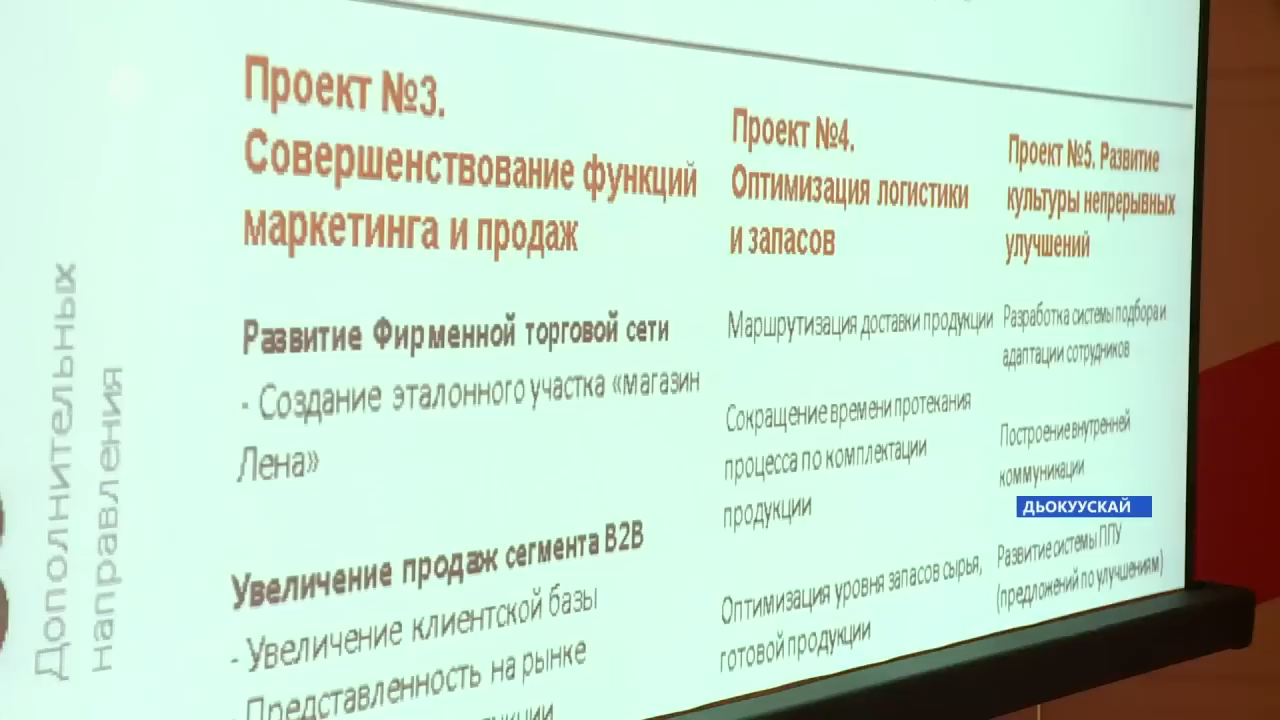 Дополнительных
направления
Проект №3.
Совершенствование функций
маркетинга и продаж
Развитие Фирменной торговой сети
- Создание эталонного участка «магазин
Лена»
Увеличение продаж сегмента B2B
- Увеличение клиентской базы
- Представленность на рынке
Проект №4.
Оптимизация логистики
и запасов
Маршрутизация доставки продукции
Сокращение времени протекания
процесса по комплектации
продукции
Оптимизация уровня запасов сырья,
готовой продукции
Проект №5. Развитие
культуры непрерывных
улучшений
Разработка системы подбора и
адаптации сотрудников
Построение внутренней
коммуникации
Развитие системы ППУ
(предложений по улучшениям)
ДЬОКУУСКАЙ